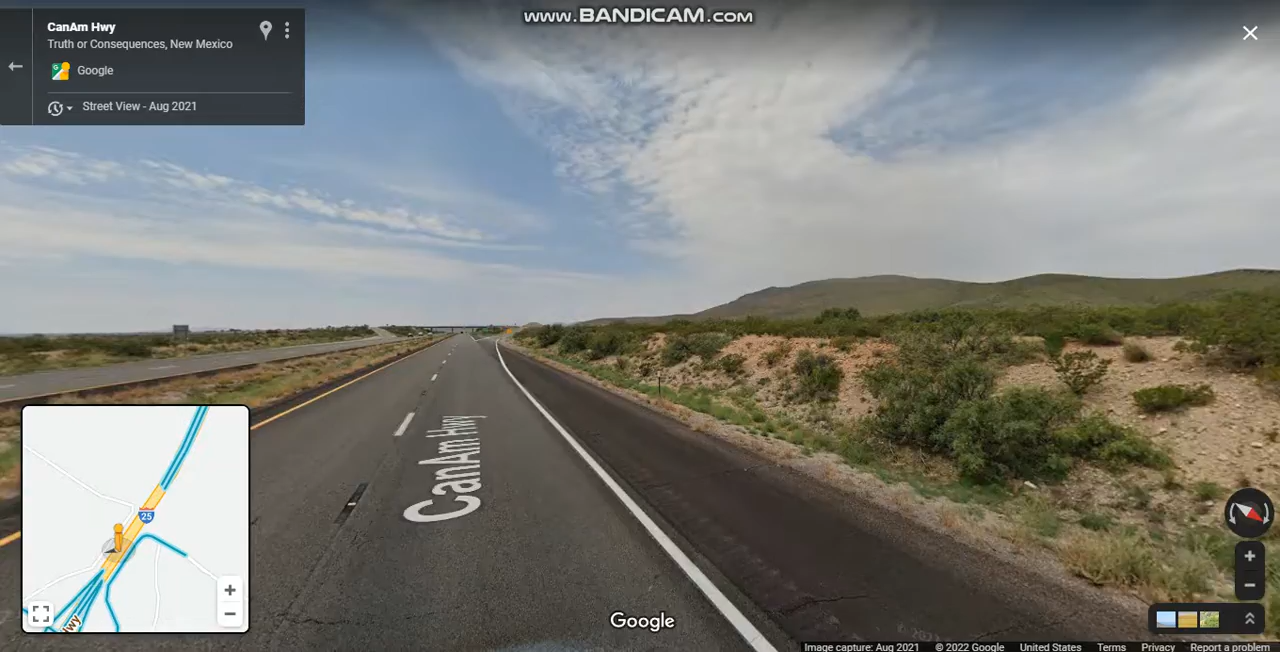 www.BANDICAM.com
CanAm Hwy
Truth or Consequences, New Mexico
Google
Street View - Aug 2021
CanAm Hwy
25
Hwy
Google
Image capture: Aug 2021 © 2022 Google United States Terms Privacy Report a problem